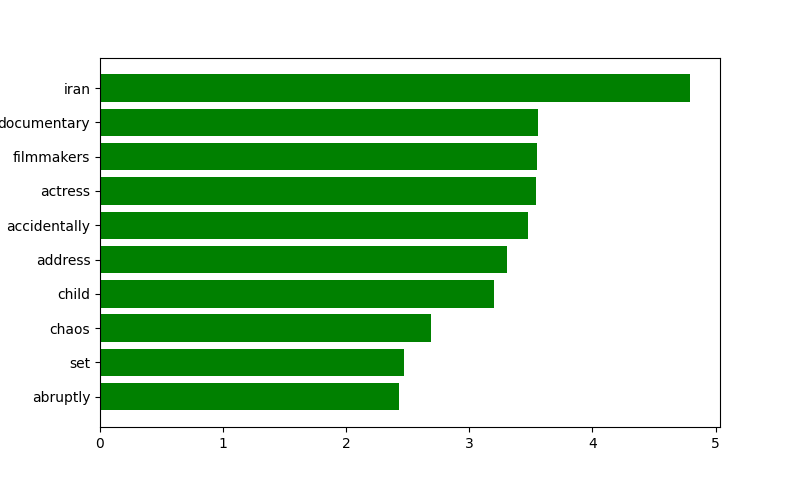 iran
documentary
filmmakers
actress
accidentally
address
child
chaos
set
abruptly
0 1 2 3 4 5